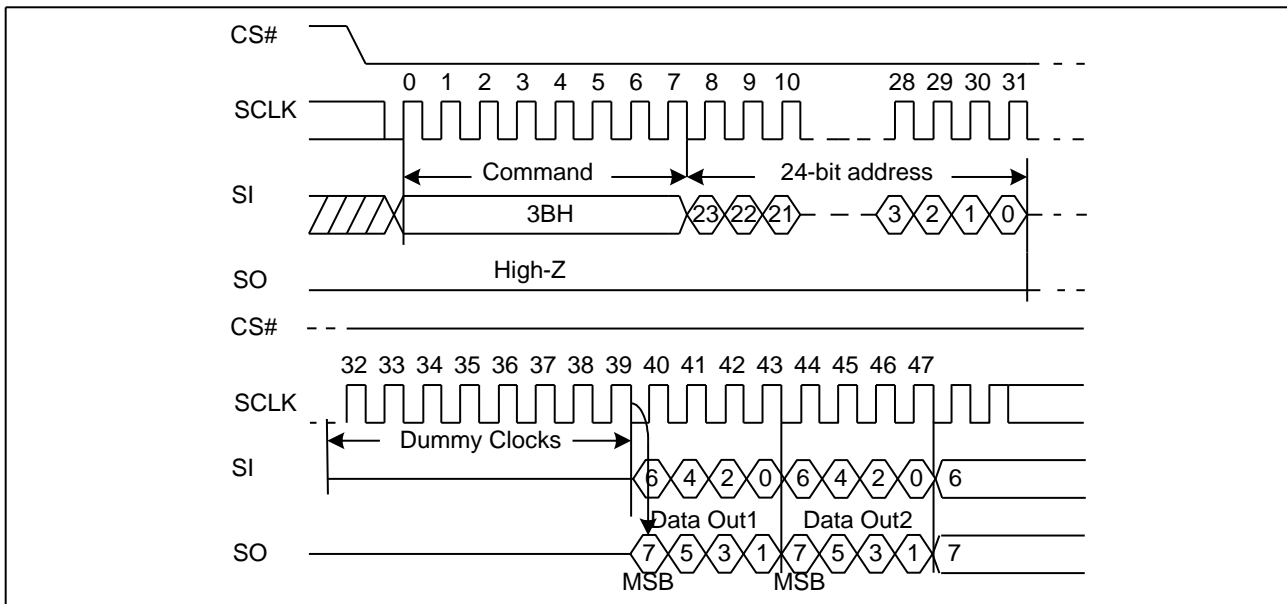 CS#
0 1 2 3 4 5 6 7 8 9 10 28 29 30 31
SCLK
Command 24-bit address
SI
3BH 23 22 21 3 2 1 0
High-Z
SO
CS#
32 33 34 35 36 37 38 39 40 41 42 43 44 45 46 47
SCLK
Dummy Clocks
SI
6 4 2 0 6 4 2 0 6
Data Out1 Data Out2
SO
7 5 3 1 7 5 3 1 7
MSB MSB